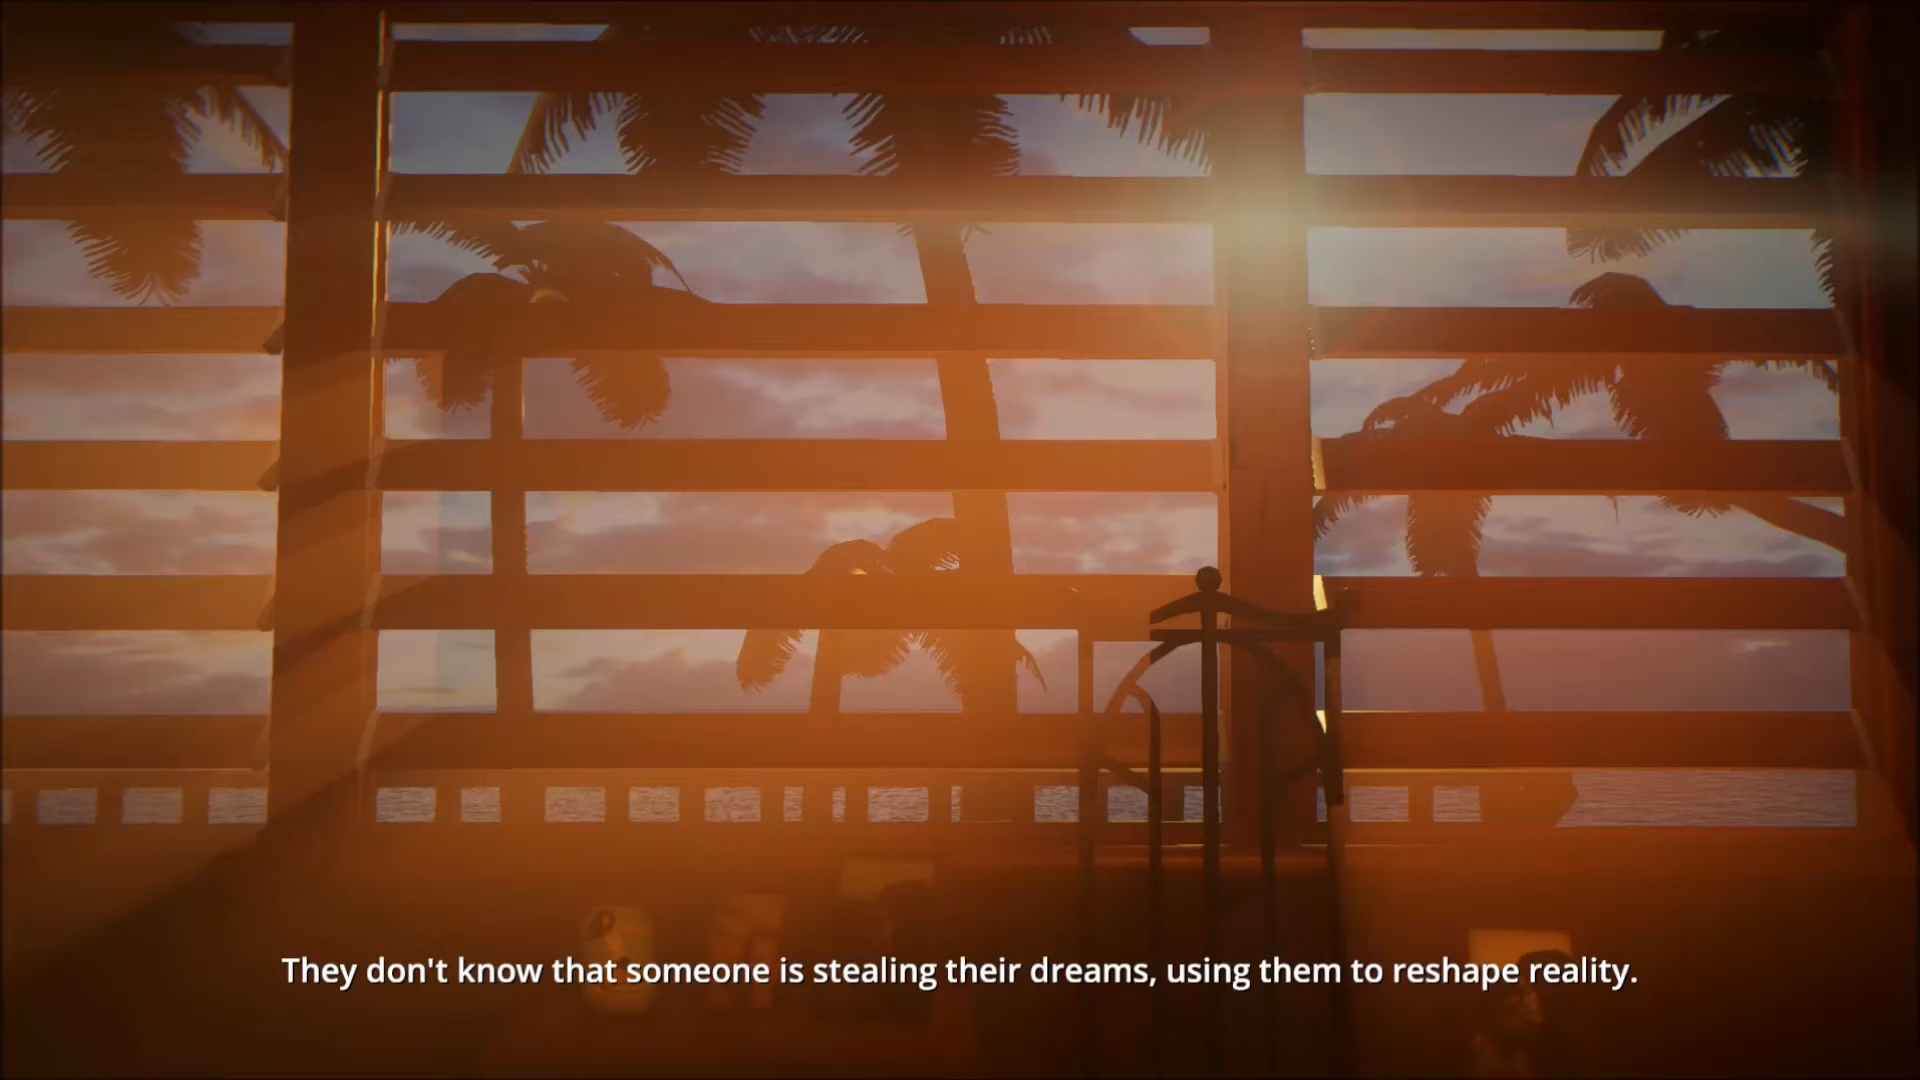 They don't know that someone is stealing their dreams, using them to reshape reality.